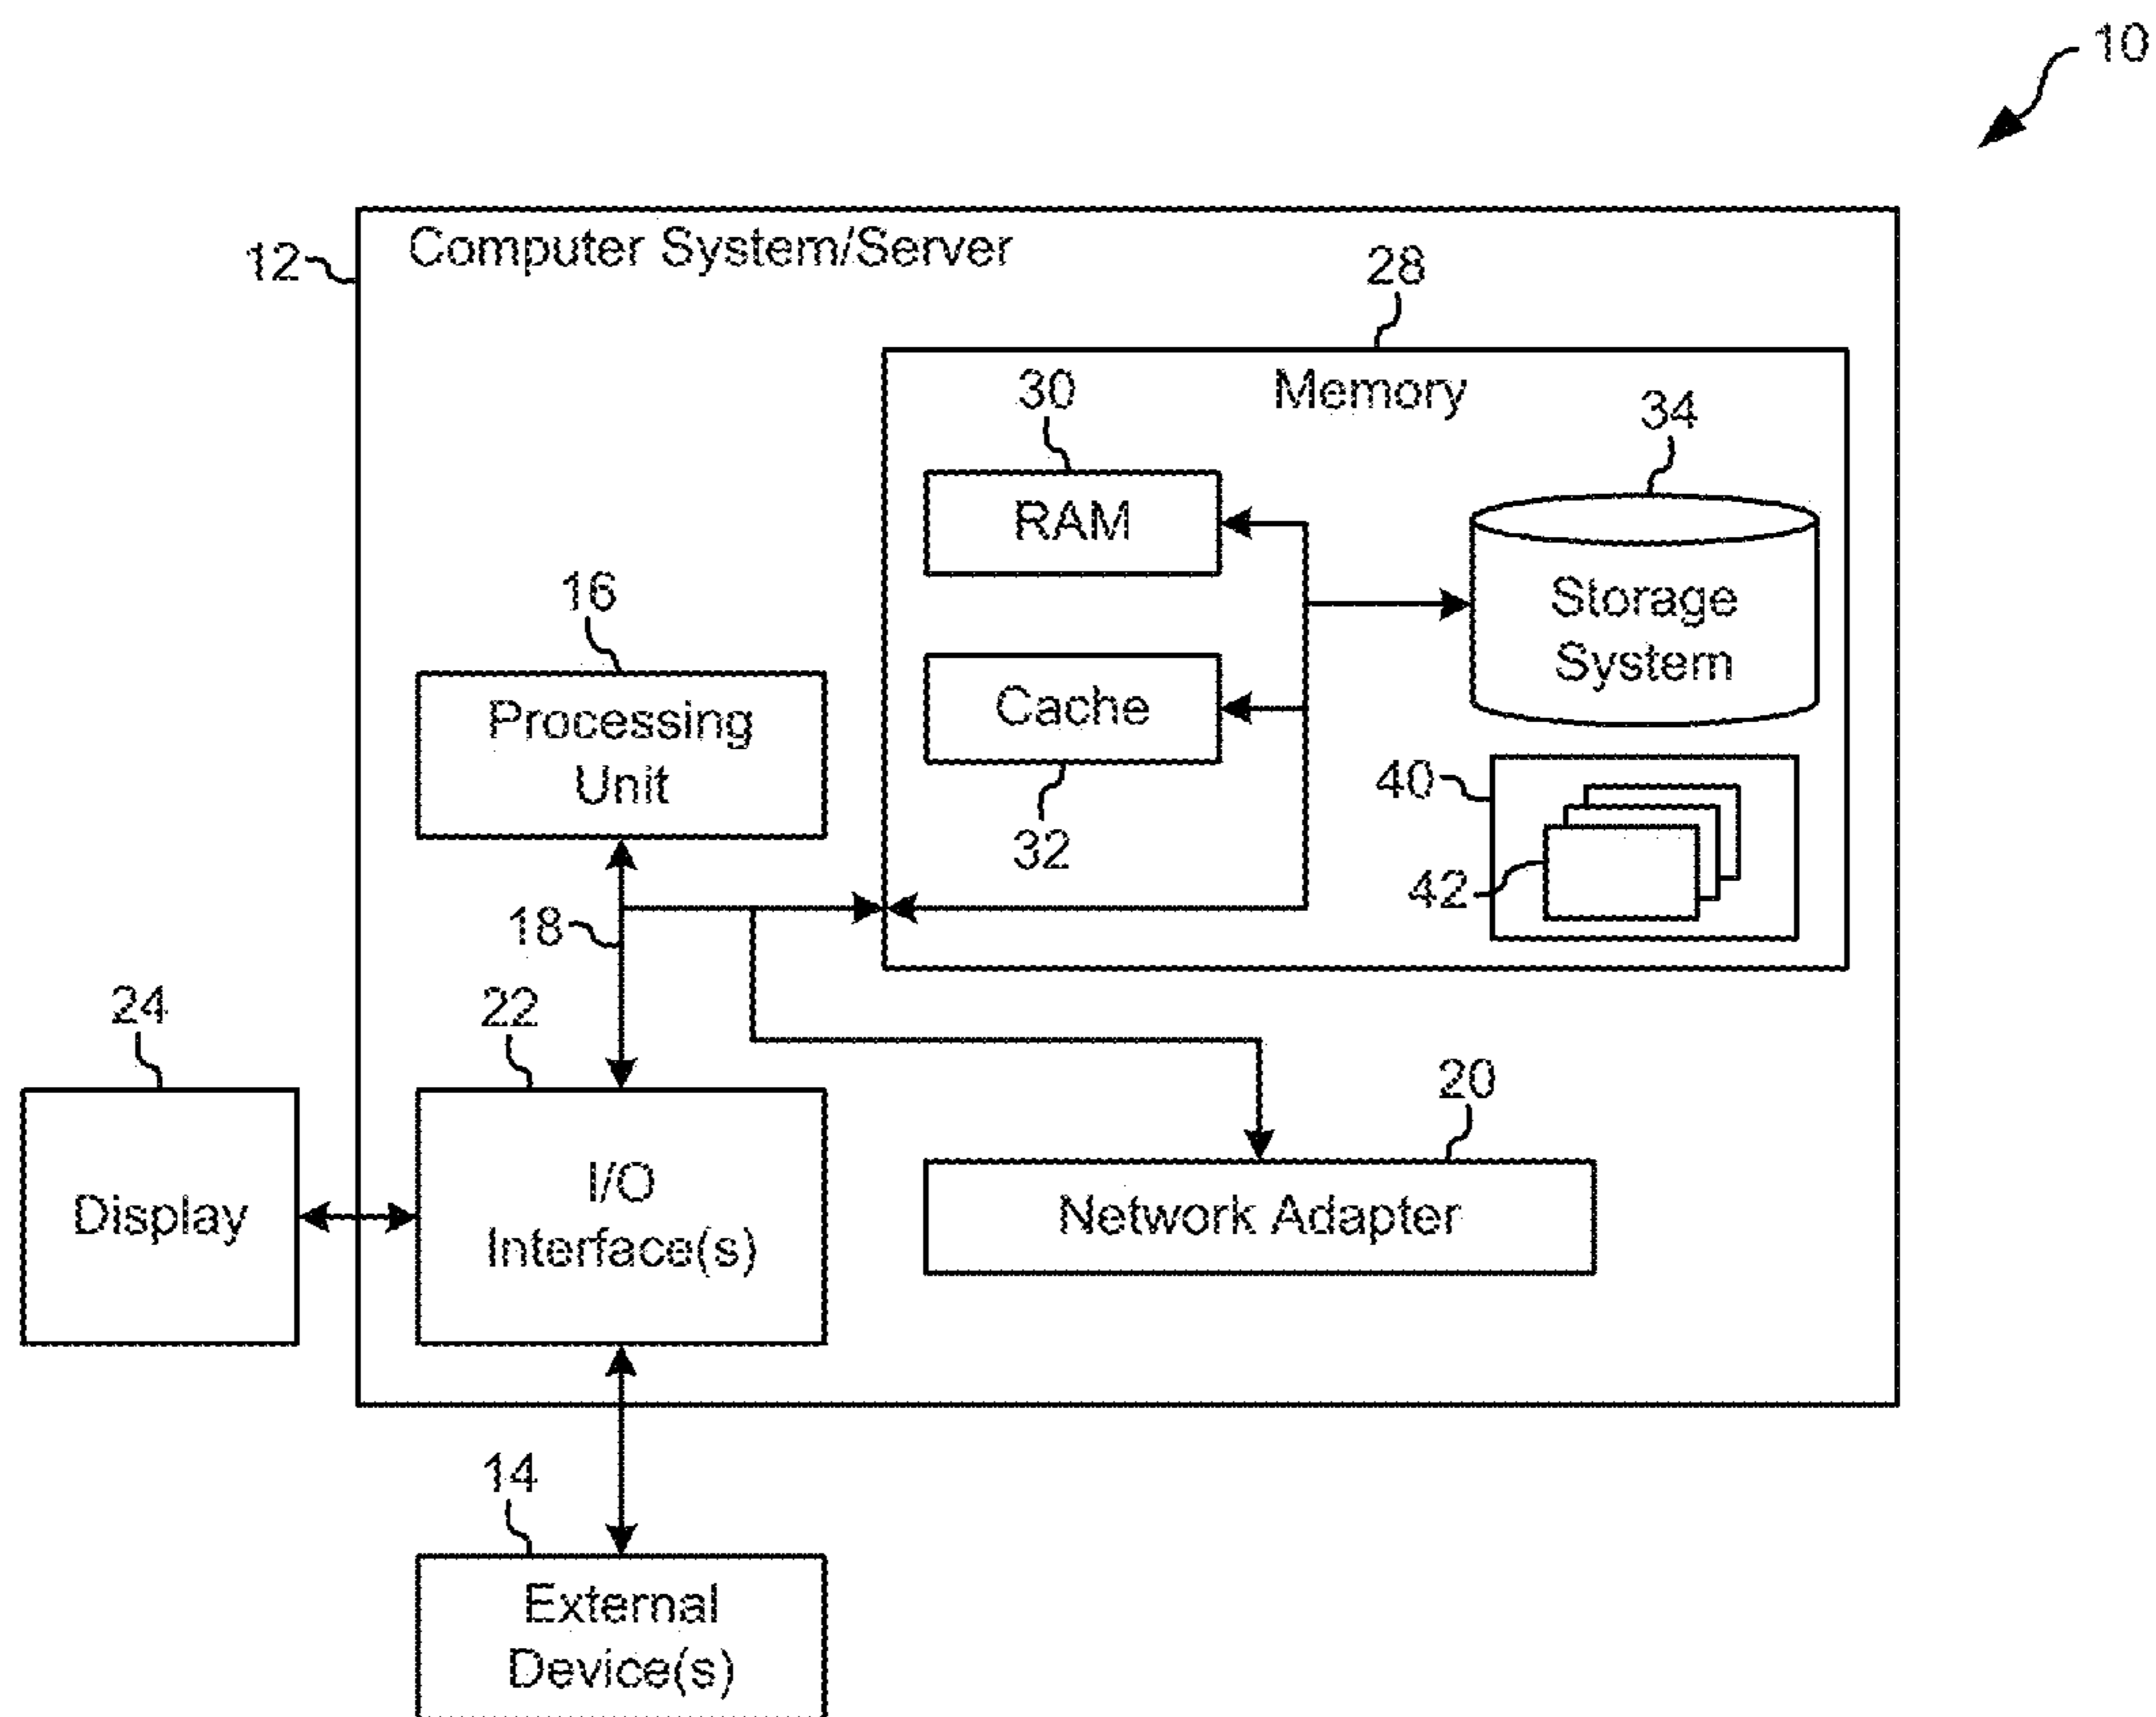 10
12
Computer System/Server
28
Memory
30
34
RAM
Storage
System
16
Processing
Unit
Cache
32
40
42
18
24
22
20
Display
I/O
Interface(s)
Network Adapter
14
External
Device(s)